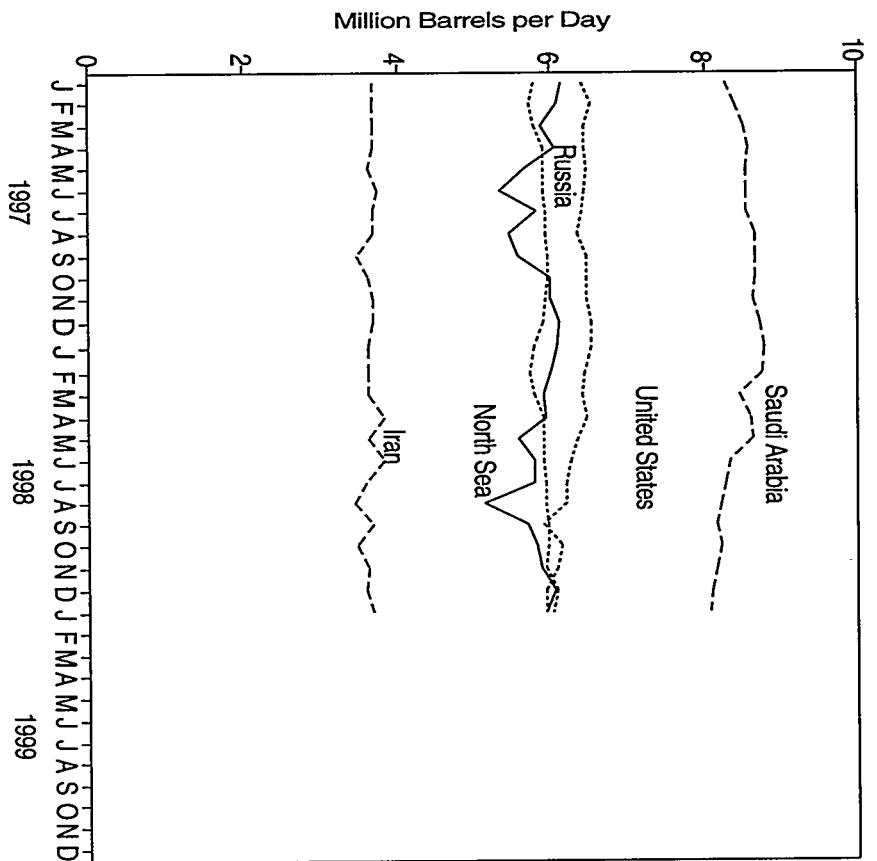 Million Barrels per Day
10
8
6
4
2
0
Saudi Arabia
United States
Russia
North Sea
Iran
J F M A M J J A S O N D J F M A M J J A S O N D J F M A M J J A S O N D
1997 1998 1999